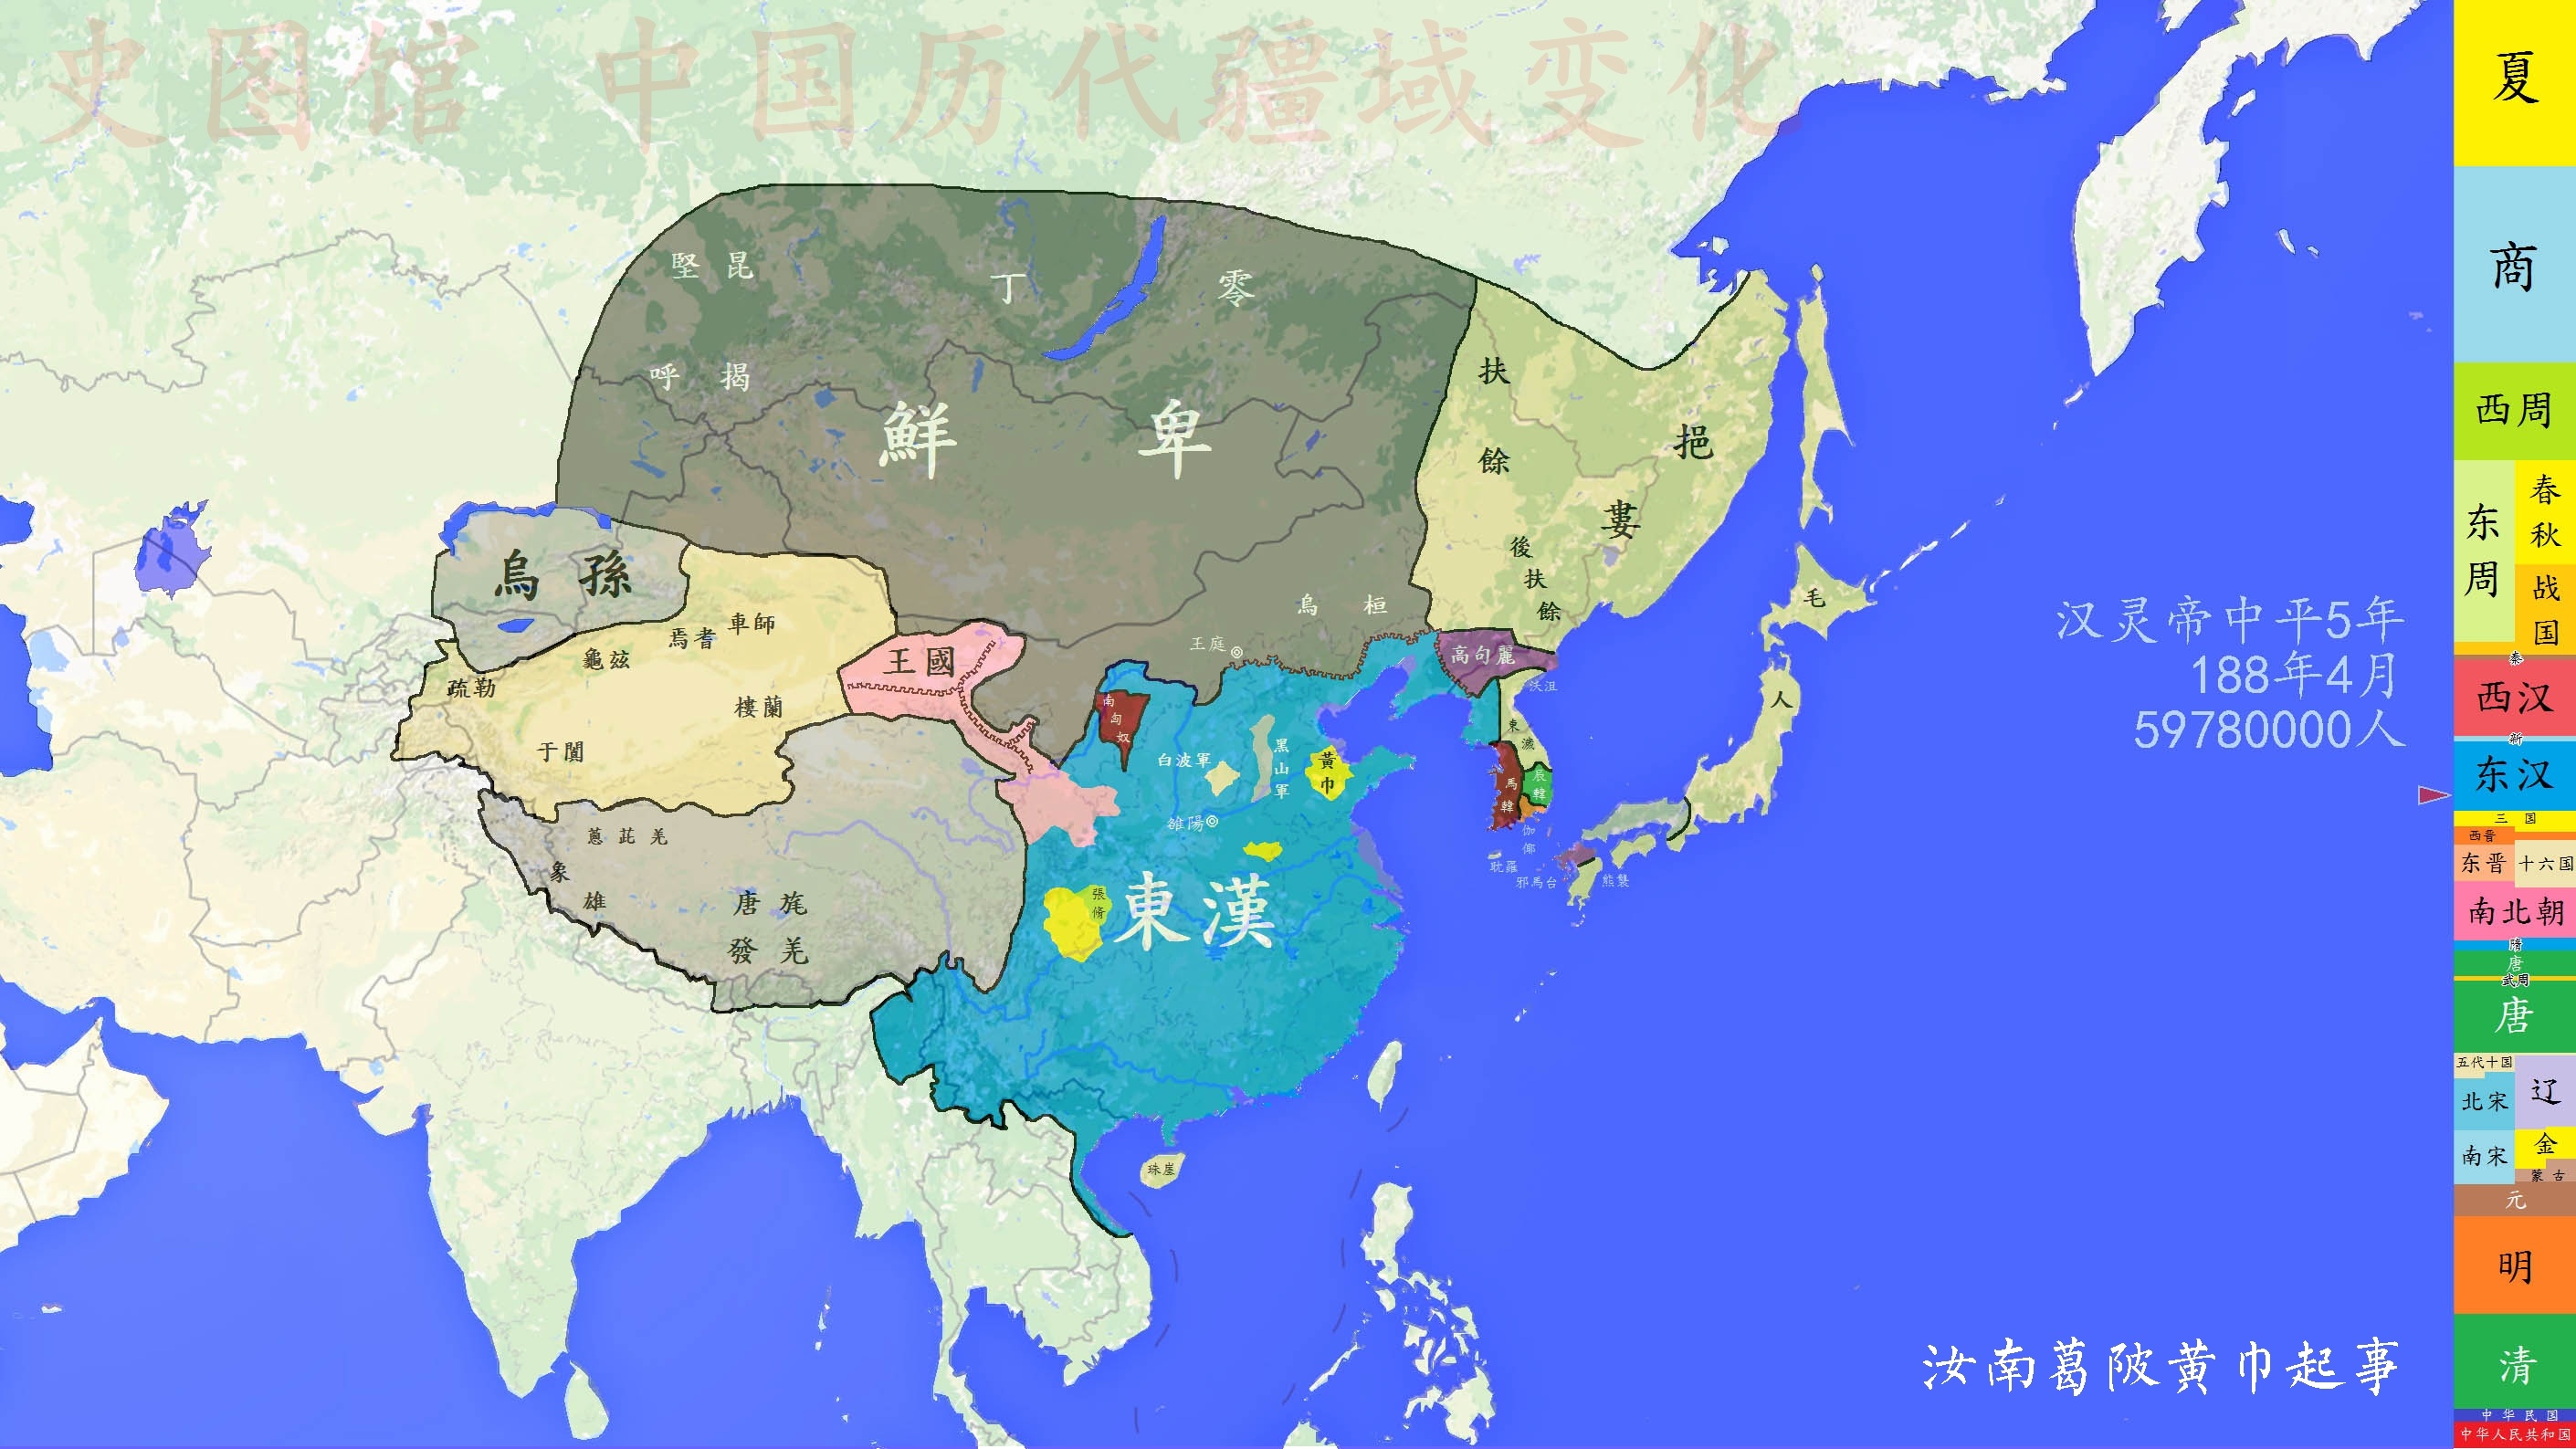 史图馆 中国历代疆域变化
堅昆
丁零
呼揭
鮮卑
扶餘
挹婁
後扶餘
烏孫
烏桓
王庭
車師
焉耆
龜玆
疏勒
樓蘭
于闐
王國
高句麗
沃沮
東濊
南匈奴
白波軍
黑山軍
黃巾
雒陽
馬韓
辰韓
伽倻
耽羅
邪馬台
熊襲
毛人
蔥茈羌
象雄
唐旄
發羌
張脩
東漢
珠崖
汉灵帝中平5年
188年4月
59780000人
汝南葛陂黄巾起事
夏
商
西周
东周
春秋
战国
秦
西汉
新
东汉
三国
西晋
东晋
十六国
南北朝
隋
唐
武周
唐
五代十国
辽
北宋
南宋
金
蒙古
元
明
清
中华民国
中华人民共和国